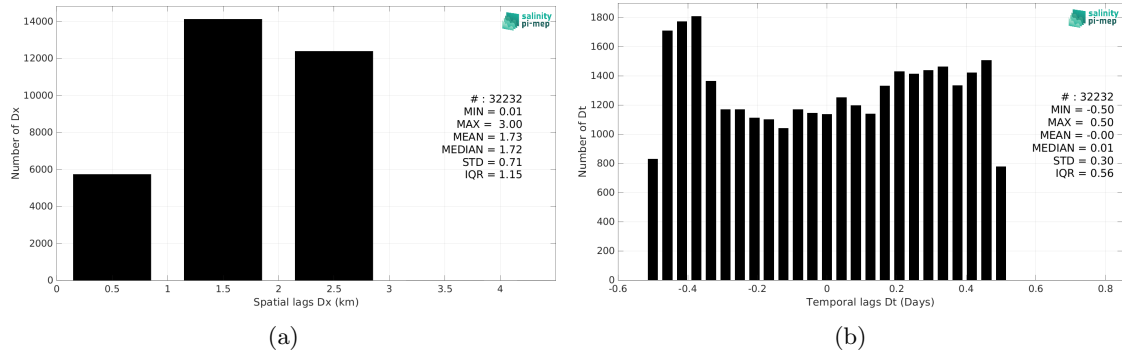 14000
12000
10000
8000
6000
4000
2000
0
Number of Dx
0 0.5 1 1.5 2 2.5 3 3.5 4
Spatial lags Dx (km)
salinity
pi-mep
# : 32232
MIN = 0.01
MAX = 3.00
MEAN = 1.73
MEDIAN = 1.72
STD = 0.71
IQR = 1.15
(a)
1800
1600
1400
1200
1000
800
600
400
200
0
Number of Dt
-0.6 -0.4 -0.2 0 0.2 0.4 0.6 0.8
Temporal lags Dt (Days)
salinity
pi-mep
# : 32232
MIN = -0.50
MAX = 0.50
MEAN = -0.00
MEDIAN = 0.01
STD = 0.30
IQR = 0.56
(b)